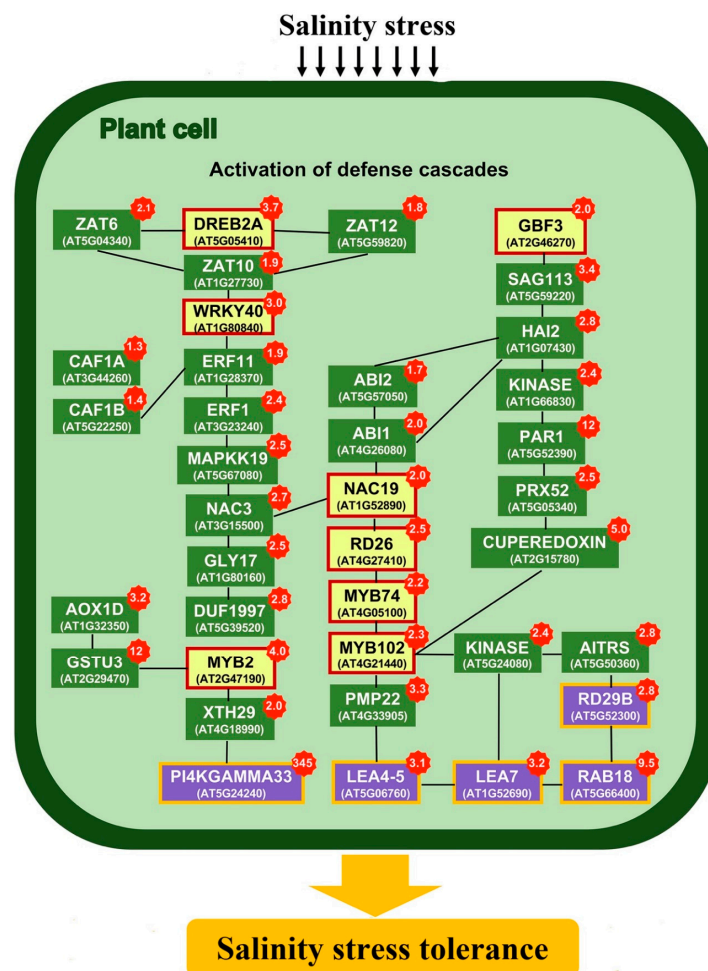 Salinity stress
Plant cell
Activation of defense cascades
ZAT6
(AT5G04340)
2.1
DREB2A
(AT5G05410)
3.7
ZAT12
(AT5G59820)
1.8
GBF3
(AT2G46270)
2.0
ZAT10
(AT1G27730)
1.9
SAG113
(AT5G59220)
3.4
WRKY40
(AT1G80840)
3.0
HAI2
(AT1G07430)
2.8
CAF1A
(AT3G44260)
1.3
ERF11
(AT1G28370)
1.9
ABI2
(AT5G57050)
1.7
KINASE
(AT1G66830)
2.4
CAF1B
(AT5G22250)
1.4
ERF1
(AT3G23240)
2.4
ABI1
(AT4G26080)
2.0
PAR1
(AT5G52390)
12
MAPKK19
(AT5G67080)
2.5
NAC19
(AT1G52890)
2.0
PRX52
(AT5G05340)
2.5
NAC3
(AT3G15500)
2.7
RD26
(AT4G27410)
2.5
CUPEREDOXIN
(AT2G15780)
5.0
GLY17
(AT1G80160)
2.5
MYB74
(AT4G05100)
2.2
AOX1D
(AT1G32350)
3.2
DUF1997
(AT5G39520)
2.8
MYB102
(AT4G21440)
2.3
KINASE
(AT5G24080)
2.4
AITRS
(AT5G50360)
2.8
GSTU3
(AT2G29470)
12
MYB2
(AT2G47190)
4.0
PMP22
(AT4G33905)
3.3
RD29B
(AT5G52300)
2.8
XTH29
(AT4G18990)
2.0
PI4KGAMMA33
(AT5G24240)
345
LEA4-5
(AT5G06760)
3.1
LEA7
(AT1G52690)
3.2
RAB18
(AT5G66400)
9.5
Salinity stress tolerance